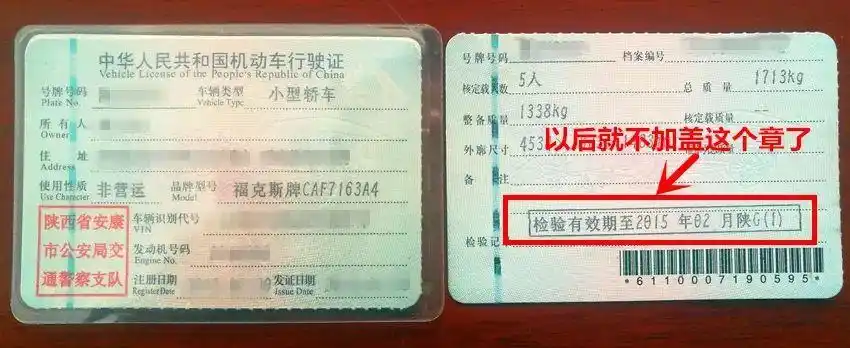 中华人民共和国机动车行驶证
Vehicle License of the People's Republic of China
号牌号码 车辆类型 小型轿车
Plate No. Vehicle Type
所有人
Owner
住址
Address
使用性质 非营运 品牌型号 福克斯牌CAF7163A4
Use Character Model
陕西省安康
市公安局交
通警察支队
车辆识别代号
VIN
发动机号码
Engine No.
注册日期 发证日期
Register Date Issue Date
号牌号码 档案编号
核定载人数 5人 总质量 1713kg
整备质量 1338kg 核定载质量 --
外廓尺寸 453
以后就不加盖这个章了
备注
检验有效期至2015年02月陕G(1)
检验记
*6110007190595*